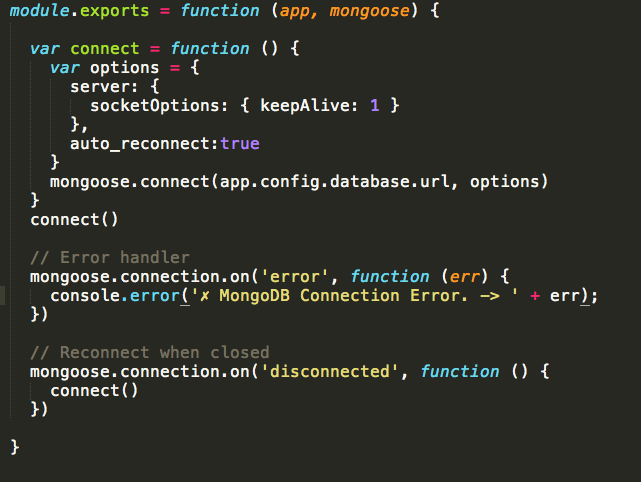 module.exports = function (app, mongoose) {
var connect = function () {
var options = {
server: {
socketOptions: { keepAlive: 1 }
},
auto_reconnect:true
}
mongoose.connect(app.config.database.url, options)
}
connect()
// Error handler
mongoose.connection.on('error', function (err) {
console.error('✗ MongoDB Connection Error. -> ' + err);
})
// Reconnect when closed
mongoose.connection.on('disconnected', function () {
connect()
})
}